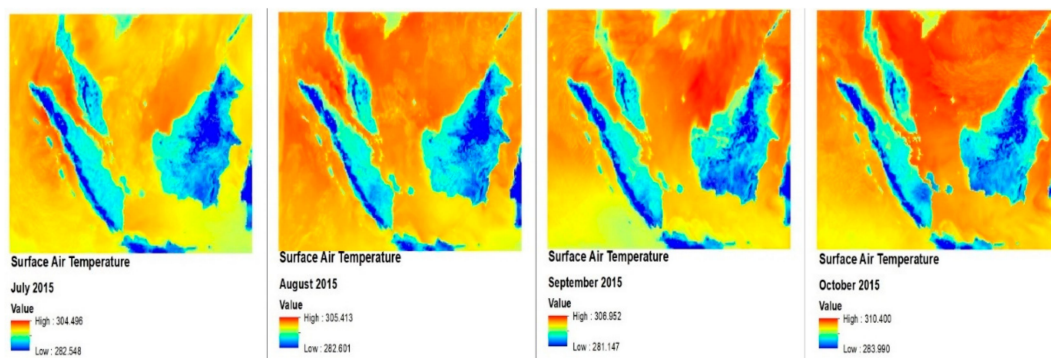 Surface Air Temperature
July 2015
Value
High : 304.496
Low : 282.548
Surface Air Temperature
August 2015
Value
High : 305.413
Low : 282.601
Surface Air Temperature
September 2015
Value
High : 306.952
Low : 281.147
Surface Air Temperature
October 2015
Value
High : 310.400
Low : 283.990